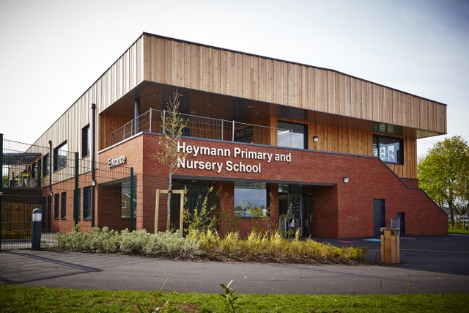 Heymann Primary and
Nursery School
Entrance